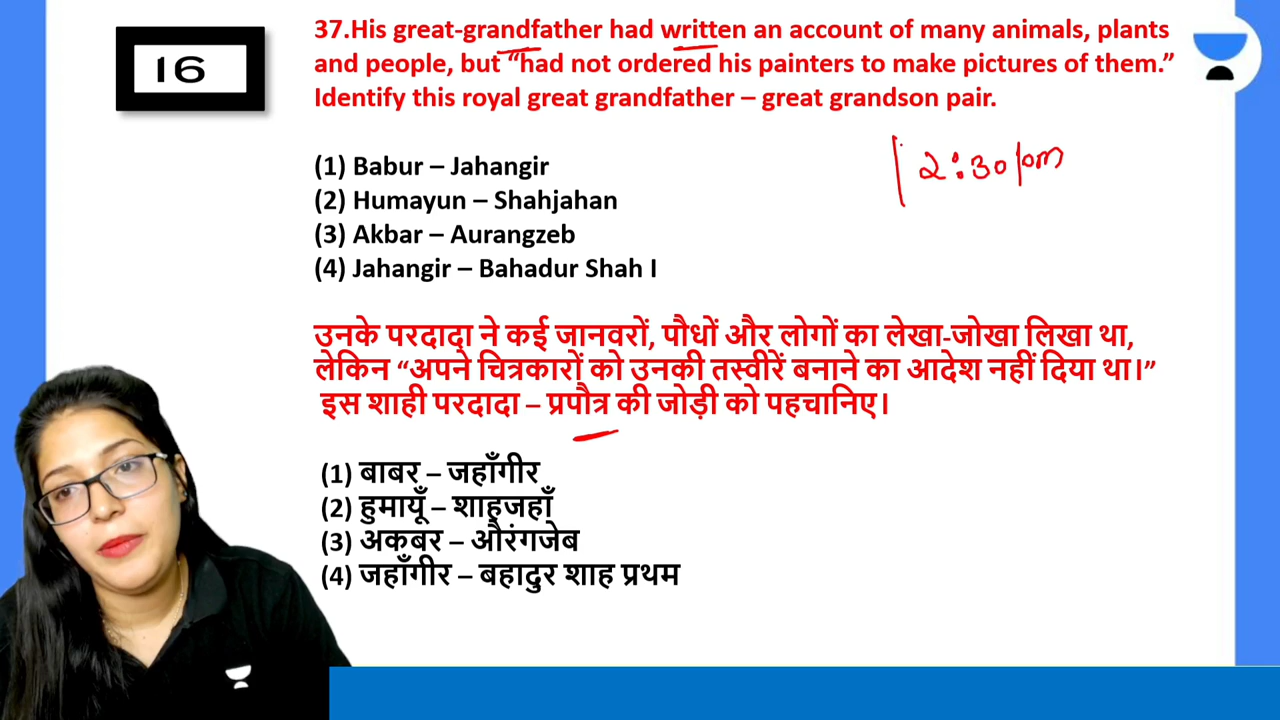 16
37.His great-grandfather had written an account of many animals, plants
and people, but “had not ordered his painters to make pictures of them.”
Identify this royal great grandfather – great grandson pair.
12:30pm
(1) Babur – Jahangir
(2) Humayun – Shahjahan
(3) Akbar – Aurangzeb
(4) Jahangir – Bahadur Shah I
उनके परदादा ने कई जानवरों, पौधों और लोगों का लेखा-जोखा लिखा था,
लेकिन “अपने चित्रकारों को उनकी तस्वीरें बनाने का आदेश नहीं दिया था।”
इस शाही परदादा – प्रपौत्र की जोड़ी को पहचानिए।
(1) बाबर – जहाँगीर
(2) हुमायूँ – शाहजहाँ
(3) अकबर – औरंगजेब
(4) जहाँगीर – बहादुर शाह प्रथम